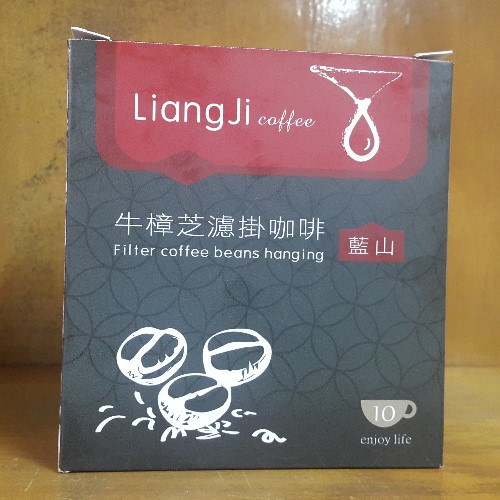 LiangJi coffee
牛樟芝濾掛咖啡
藍山
Filter coffee beans hanging
10
enjoy life